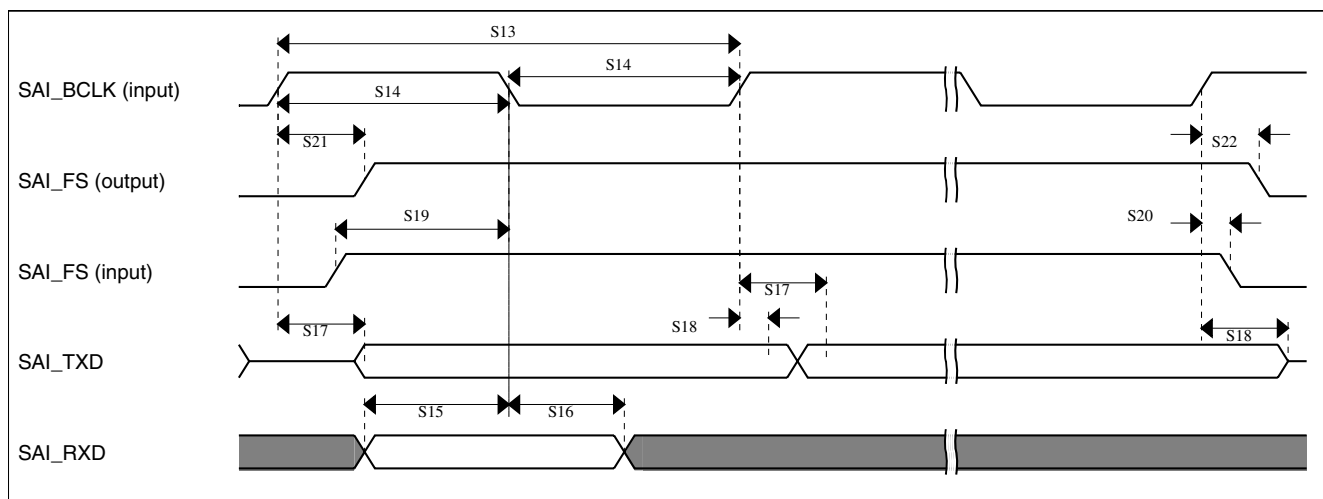 S13
SAI_BCLK (input)
S14
S14
S21
S22
SAI_FS (output)
S19
S20
SAI_FS (input)
S17
S17
S18
S18
SAI_TXD
S15
S16
SAI_RXD